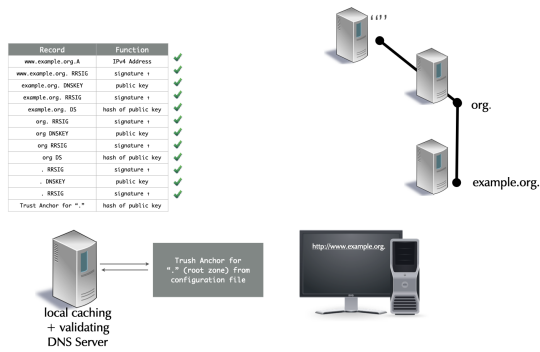 Record Function
www.example.org.A IPv4 Address
www.example.org. RRSIG signature +
example.org. DNSKEY public key
example.org. RRSIG signature +
example.org. DS hash of public key
org. RRSIG signature +
org DNSKEY public key
org RRSIG signature +
org DS hash of public key
. RRSIG signature +
. DNSKEY public key
. RRSIG signature +
Trust Anchor for "." hash of public key
“.”
org.
example.org.
local caching
+ validating
DNS Server
Trush Anchor for
"." (root zone) from
configuration file
http://www.example.org.